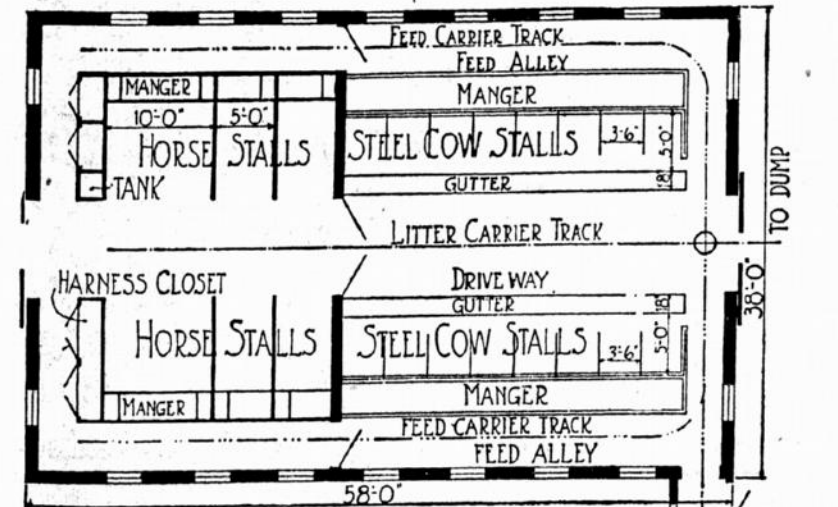 FEED CARRIER TRACK
FEED ALLEY
MANGER
MANGER
10'-0"
5'-0"
HORSE STALLS
STEEL COW STALLS
3'-6"
5'-0"
TANK
GUTTER
18"
TO DUMP
LITTER CARRIER TRACK
HARNESS CLOSET
DRIVEWAY
GUTTER
18"
38'-0"
HORSE STALLS
STEEL COW STALLS
3'-6"
5'-0"
MANGER
MANGER
FEED CARRIER TRACK
FEED ALLEY
58'-0"